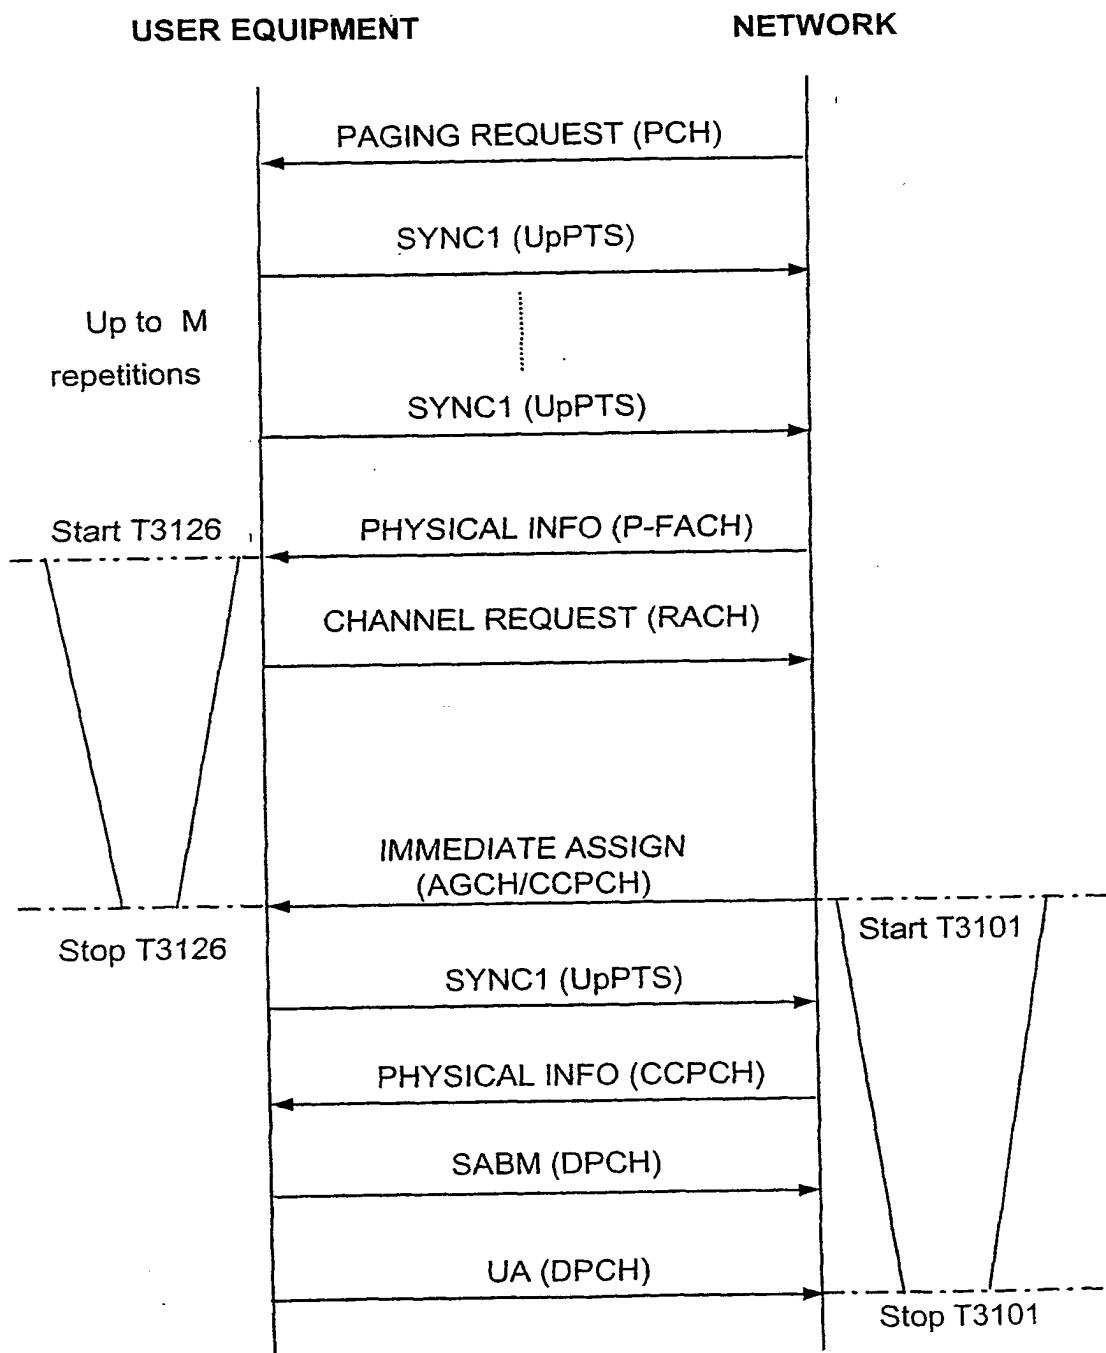 USER EQUIPMENT
NETWORK
PAGING REQUEST (PCH)
SYNC1 (UpPTS)
Up to M
repetitions
SYNC1 (UpPTS)
Start T3126
PHYSICAL INFO (P-FACH)
CHANNEL REQUEST (RACH)
IMMEDIATE ASSIGN
(AGCH/CCPCH)
Start T3101
Stop T3126
SYNC1 (UpPTS)
PHYSICAL INFO (CCPCH)
SABM (DPCH)
UA (DPCH)
Stop T3101